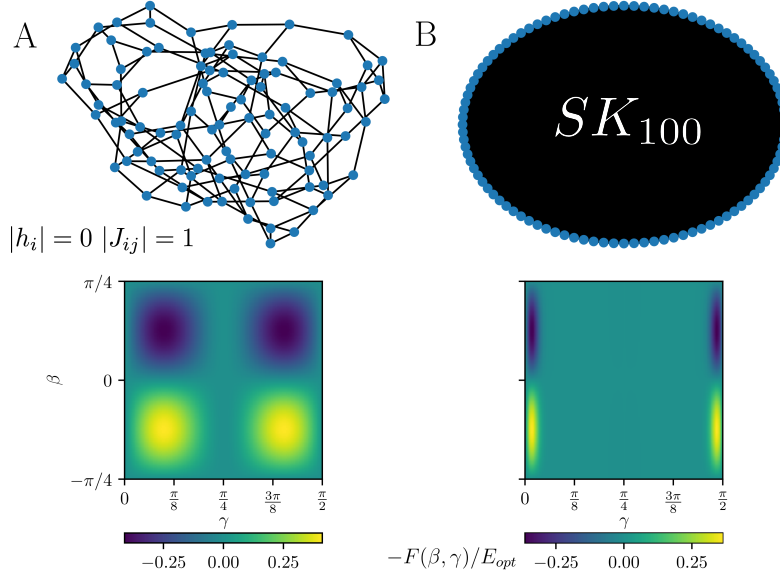 A
B
SK₁₀₀
|hᵢ| = 0 |Jᵢⱼ| = 1
π/4
β
0
−π/4
0 π/8 π/4 3π/8 π/2
γ
0 π/8 π/4 3π/8 π/2
γ
−0.25 0.00 0.25
−F(β, γ)/Eₒₚₜ
−0.25 0.00 0.25